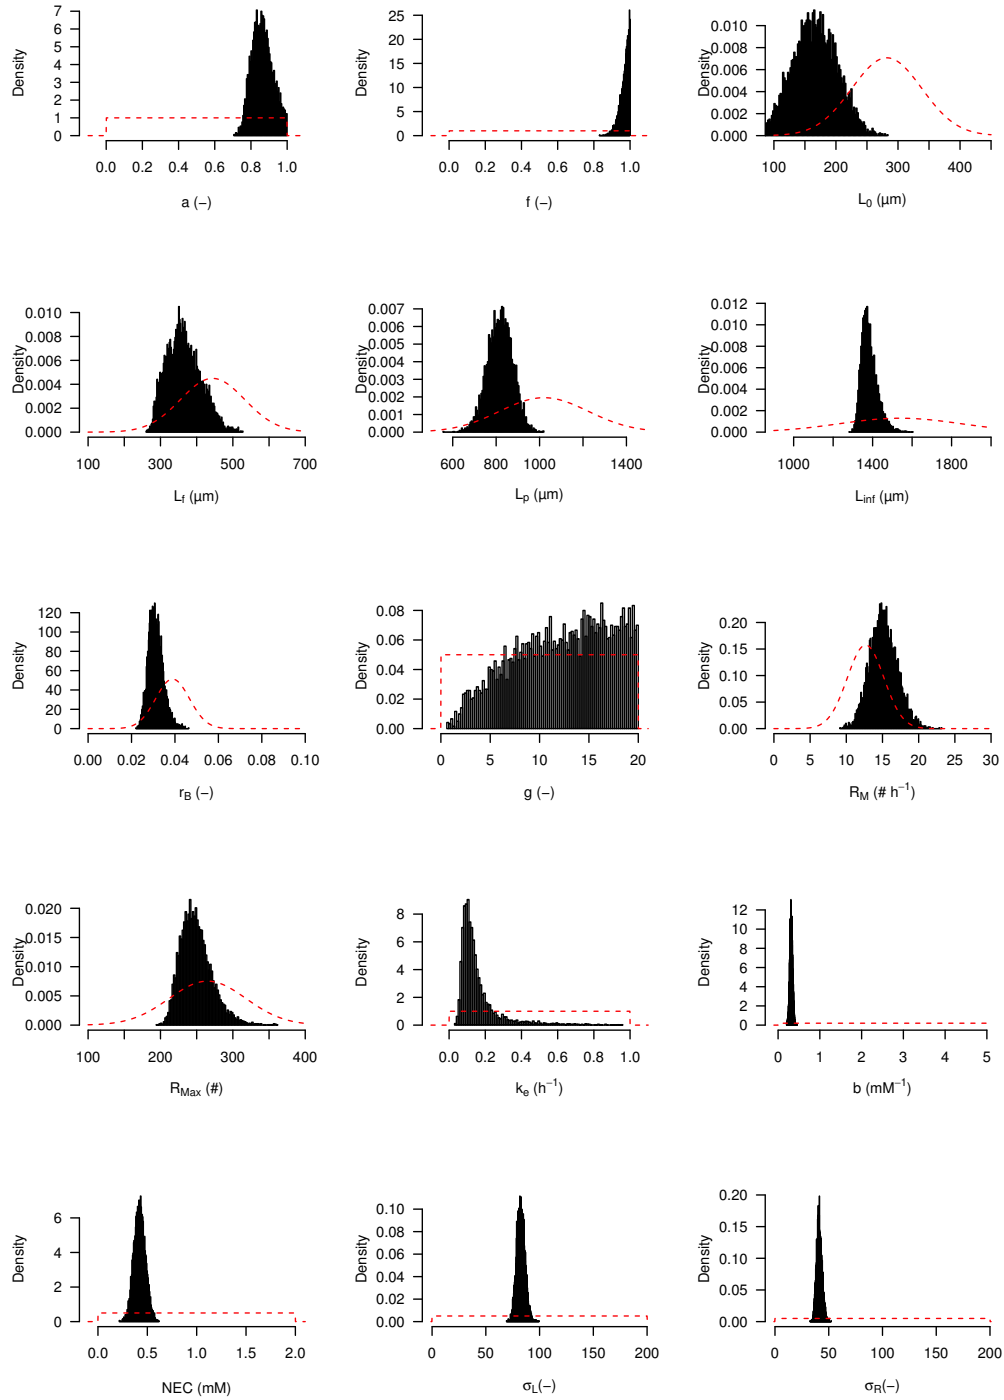 Density
7
6
5
4
3
2
1
0
0.0 0.2 0.4 0.6 0.8 1.0
a (−)
Density
25
20
15
10
5
0
0.0 0.2 0.4 0.6 0.8 1.0
f (−)
Density
0.010
0.008
0.006
0.004
0.002
0.000
100 200 300 400
L0 (µm)
Density
0.010
0.008
0.006
0.004
0.002
0.000
100 300 500 700
Lf (µm)
Density
0.007
0.006
0.005
0.004
0.003
0.002
0.001
0.000
600 800 1000 1400
Lp (µm)
Density
0.012
0.010
0.008
0.006
0.004
0.002
0.000
1000 1400 1800
Linf (µm)
Density
120
100
80
60
40
20
0
0.00 0.02 0.04 0.06 0.08 0.10
rB (−)
Density
0.08
0.06
0.04
0.02
0.00
0 5 10 15 20
g (−)
Density
0.20
0.15
0.10
0.05
0.00
0 5 10 15 20 25 30
RM (# h−1)
Density
0.020
0.015
0.010
0.005
0.000
100 200 300 400
RMax (#)
Density
8
6
4
2
0
0.0 0.2 0.4 0.6 0.8 1.0
ke (h−1)
Density
12
10
8
6
4
2
0
0 1 2 3 4 5
b (mM−1)
Density
6
4
2
0
0.0 0.5 1.0 1.5 2.0
NEC (mM)
Density
0.10
0.08
0.06
0.04
0.02
0.00
0 50 100 150 200
σL(−)
Density
0.20
0.15
0.10
0.05
0.00
0 50 100 150 200
σR(−)